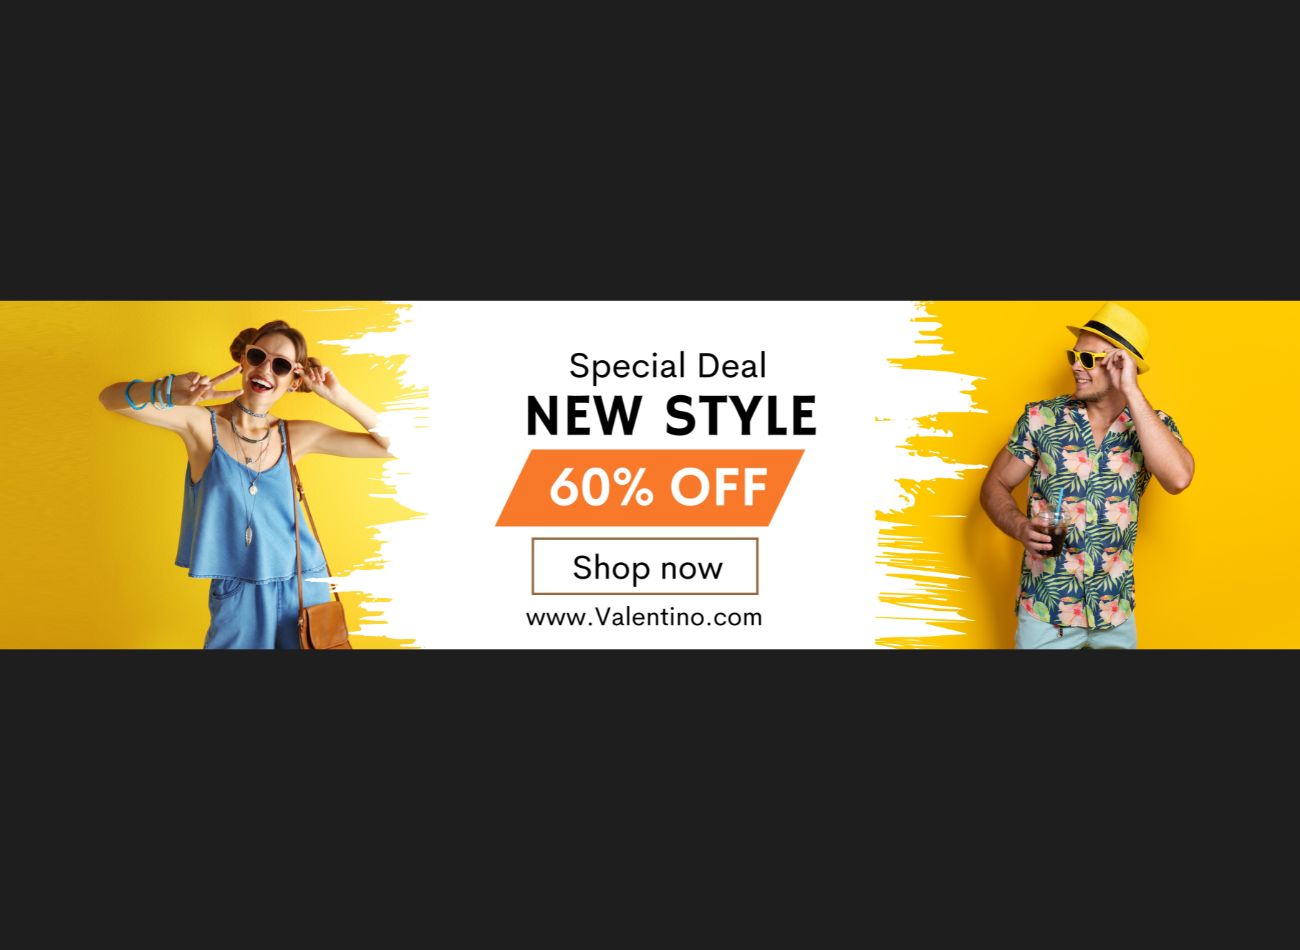 Special Deal
NEW STYLE
60% OFF
Shop now
www.Valentino.com